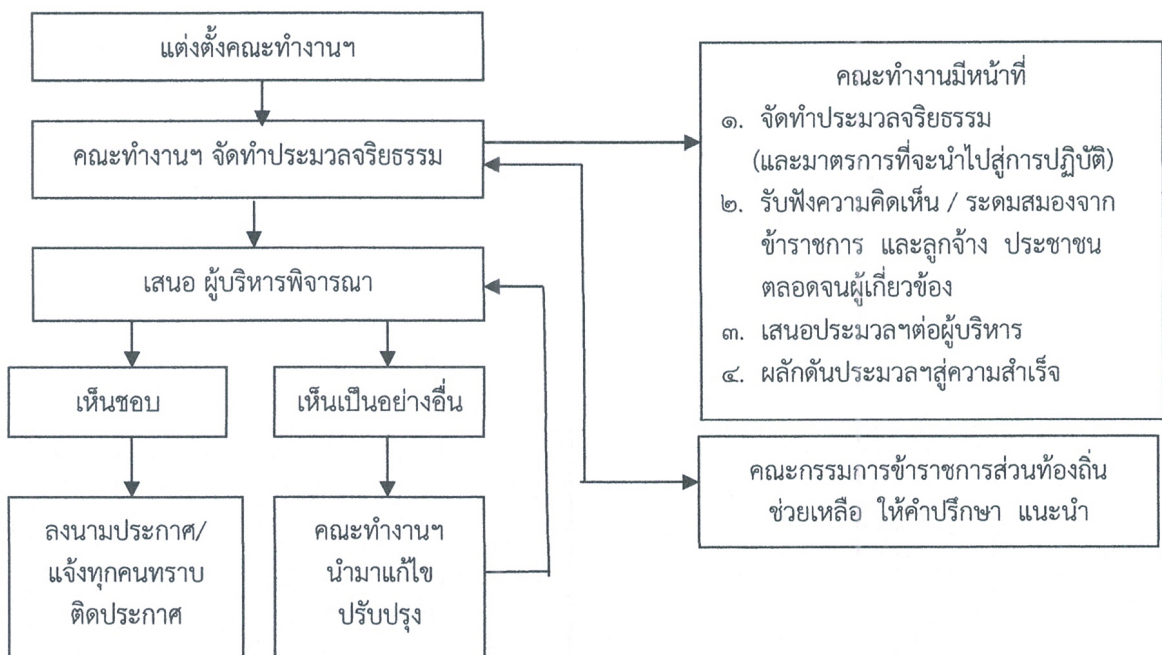 แต่งตั้งคณะทำงานฯ
คณะทำงานฯ จัดทำประมวลจริยธรรม
เสนอ ผู้บริหารพิจารณา
เห็นชอบ
เห็นเป็นอย่างอื่น
ลงนามประกาศ/
แจ้งทุกคนทราบ
ติดประกาศ
คณะทำงานฯ
นำมาแก้ไข
ปรับปรุง
คณะทำงานมีหน้าที่
๑. จัดทำประมวลจริยธรรม
(และมาตรการที่จะนำไปสู่การปฏิบัติ)
๒. รับฟังความคิดเห็น / ระดมสมองจาก
ข้าราชการ และลูกจ้าง ประชาชน
ตลอดจนผู้เกี่ยวข้อง
๓. เสนอประมวลฯต่อผู้บริหาร
๔. ผลักดันประมวลฯสู่ความสำเร็จ
คณะกรรมการข้าราชการส่วนท้องถิ่น
ช่วยเหลือ ให้คำปรึกษา แนะนำ